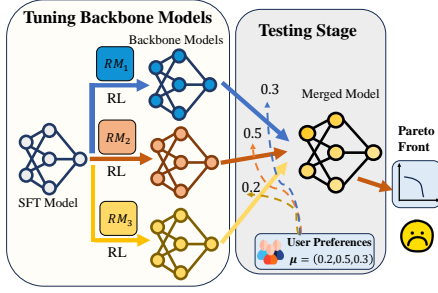 Tuning Backbone Models
Backbone Models
RM₁
RL
RM₂
RL
SFT Model
RM₃
RL
Testing Stage
0.3
Merged Model
0.5
0.2
User Preferences
μ = (0.2,0.5,0.3)
Pareto
Front